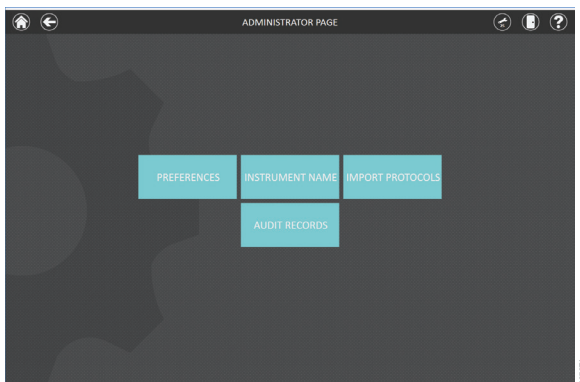 ADMINISTRATOR PAGE
PREFERENCES
INSTRUMENT NAME
IMPORT PROTOCOLS
AUDIT RECORDS